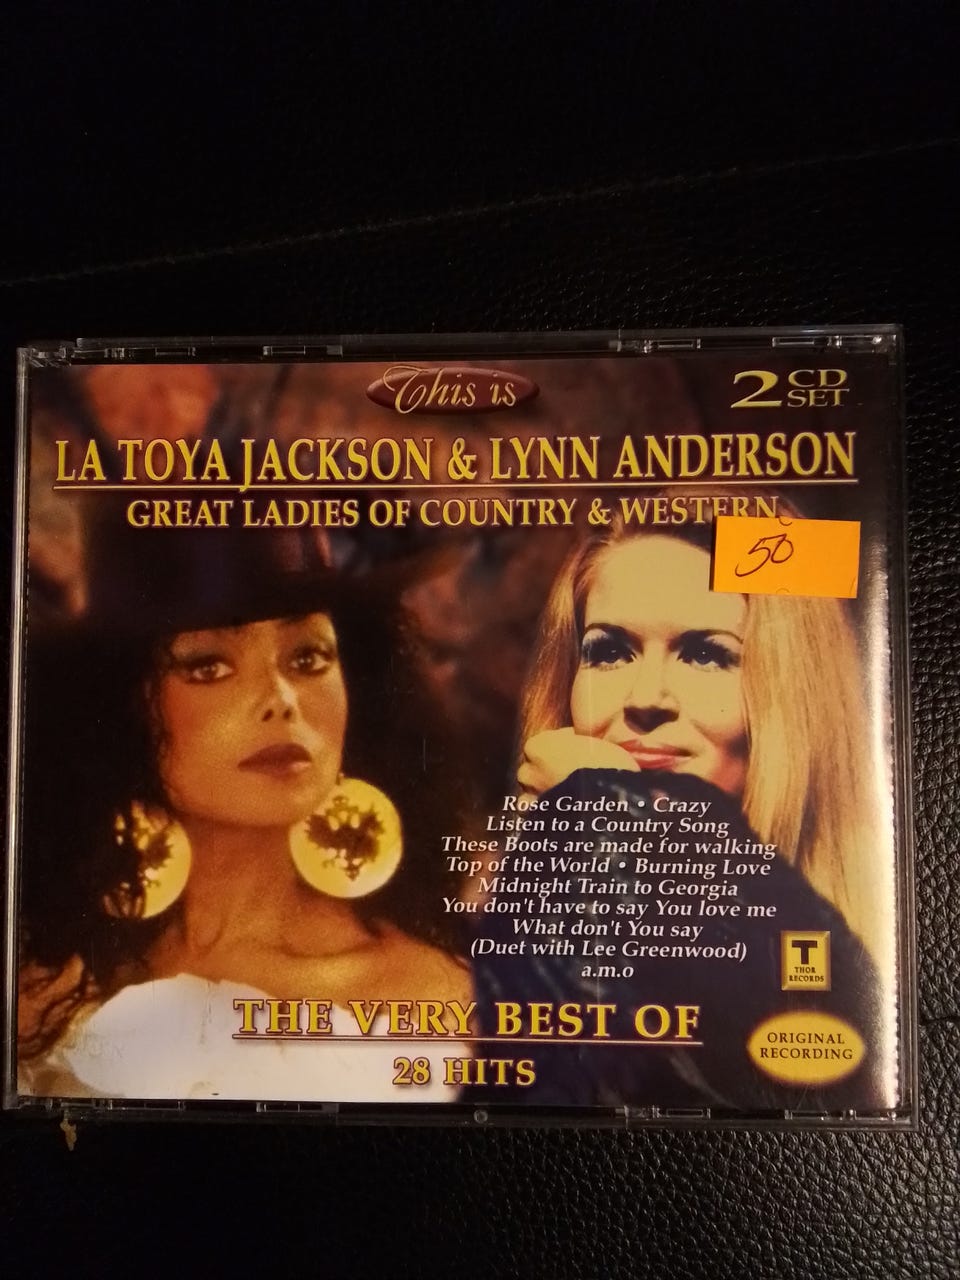 This is
2 CD SET
LA TOYA JACKSON & LYNN ANDERSON
GREAT LADIES OF COUNTRY & WESTERN
50
Rose Garden • Crazy
Listen to a Country Song
These Boots are made for walking
Top of the World • Burning Love
Midnight Train to Georgia
You don't have to say You love me
What don't You say
(Duet with Lee Greenwood)
a.m.o
T
THOR
RECORDS
THE VERY BEST OF
28 HITS
ORIGINAL
RECORDING